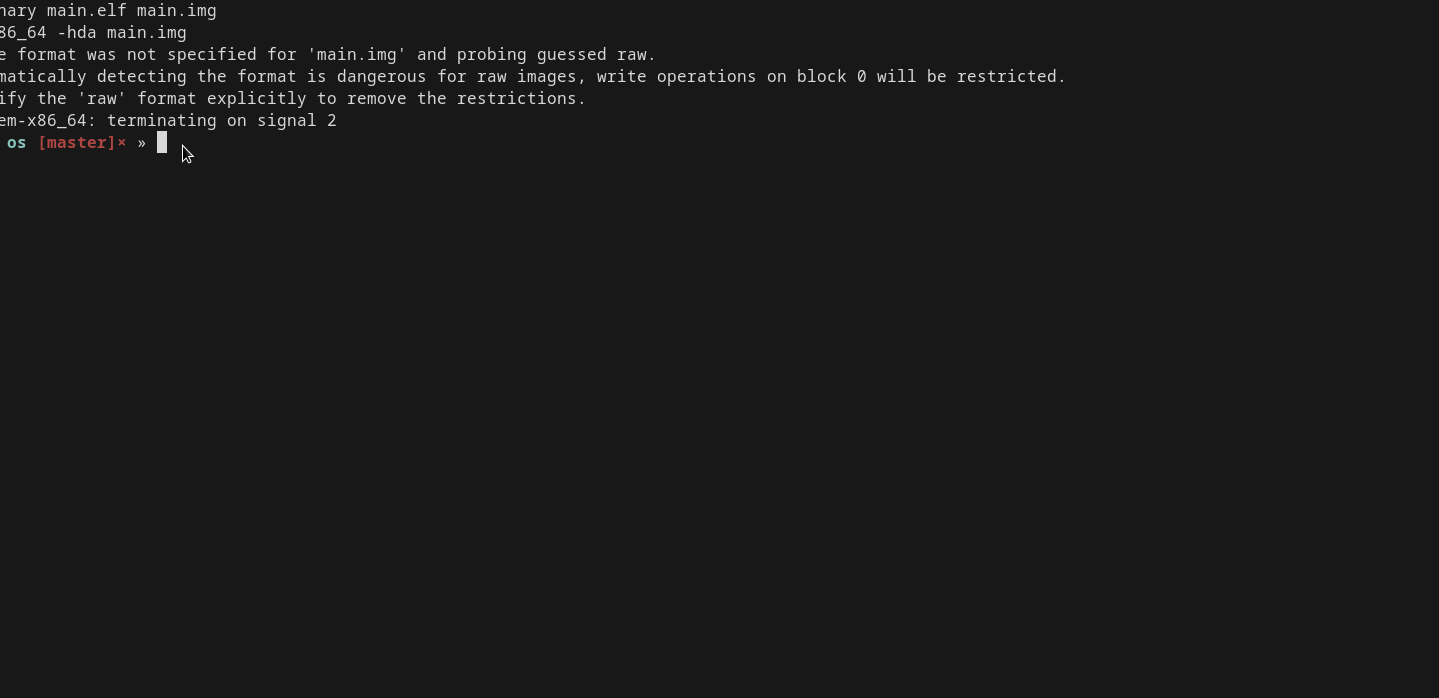 nary main.elf main.img
86_64 -hda main.img
e format was not specified for 'main.img' and probing guessed raw.
matically detecting the format is dangerous for raw images, write operations on block 0 will be restricted.
ify the 'raw' format explicitly to remove the restrictions.
em-x86_64: terminating on signal 2
os [master]× »